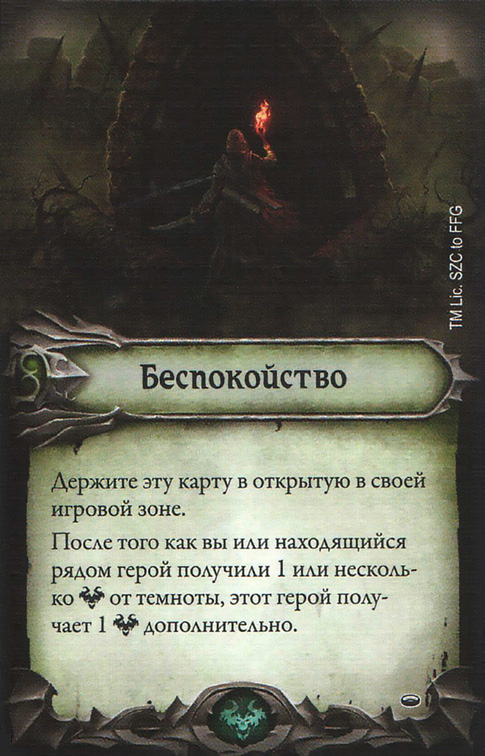 TM Lic. SZC to FFG
Беспокойство
Держите эту карту в открытую в своей
игровой зоне.
После того как вы или находящийся
рядом герой получили 1 или несколь-
ко от темноты, этот герой полу-
чает 1 дополнительно.